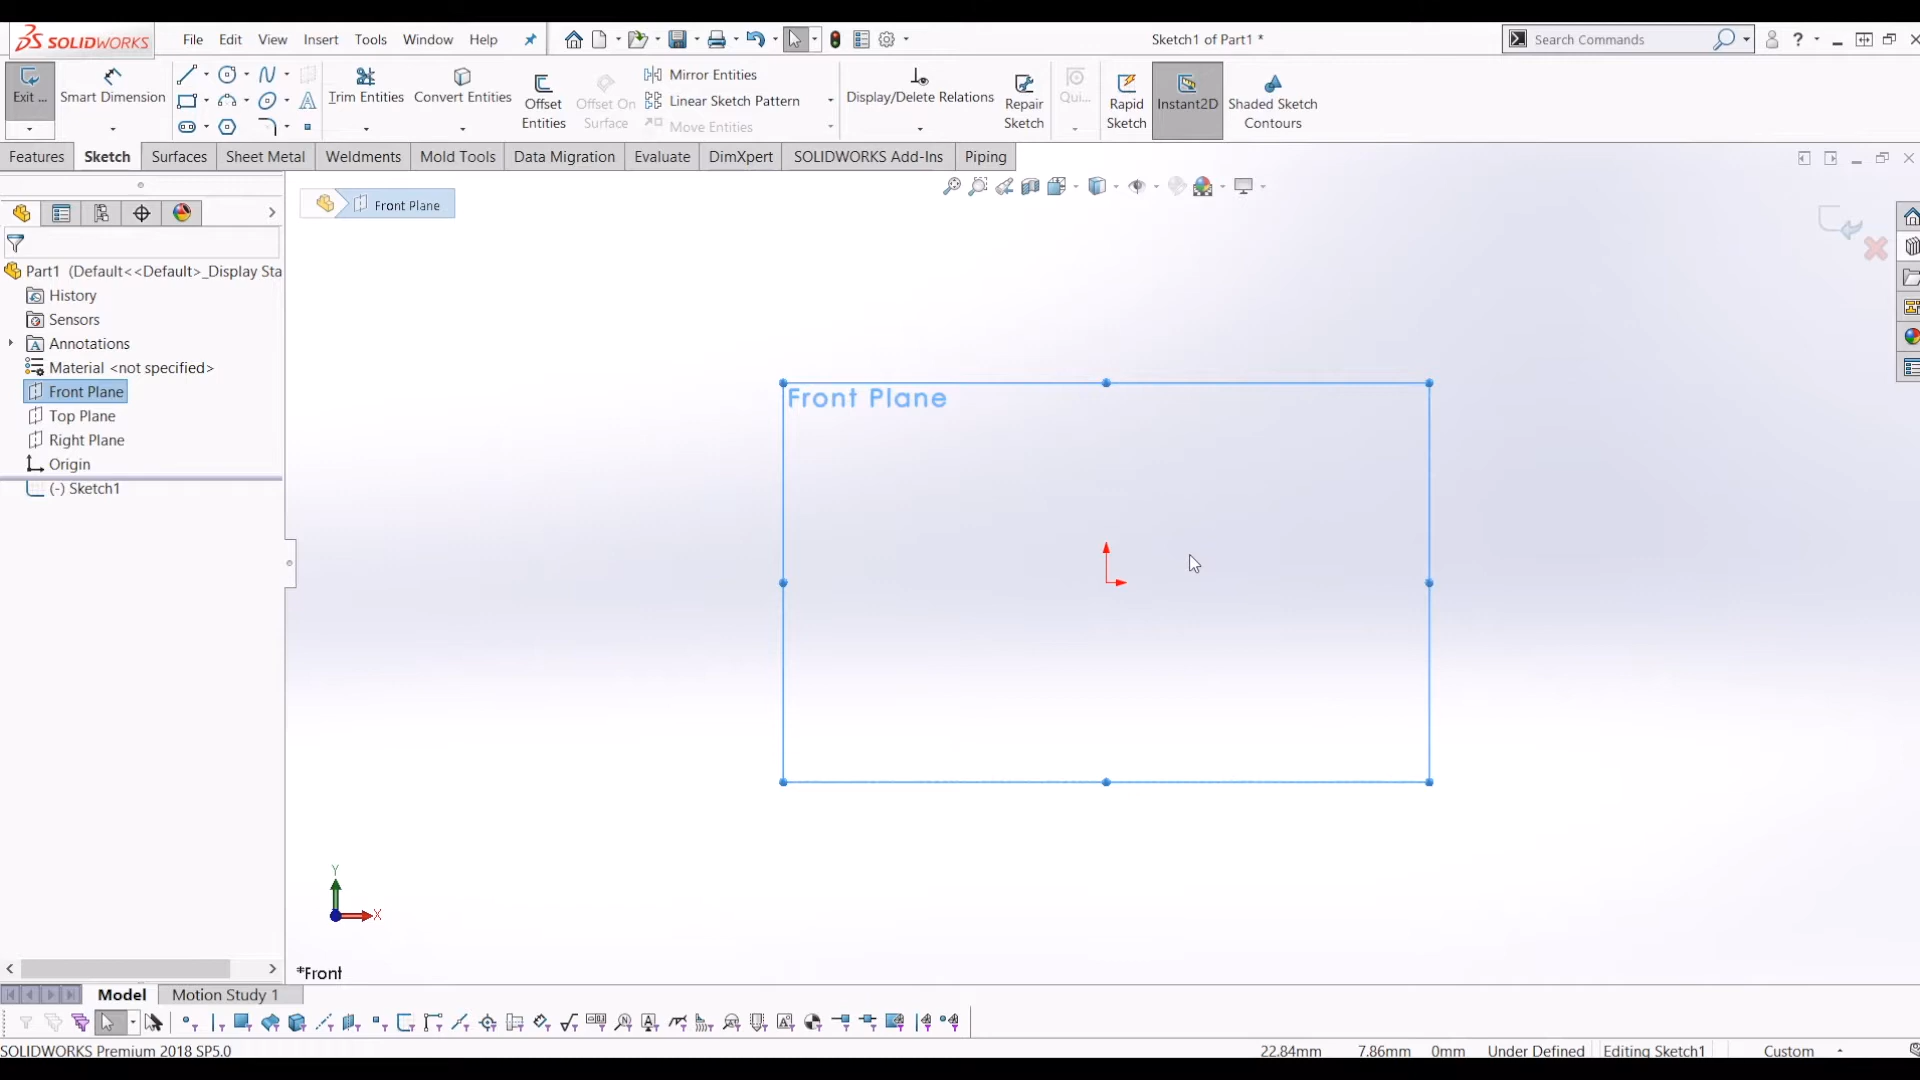 SOLIDWORKS File Edit View Insert Tools Window Help Sketch1 of Part1 * Search Commands ?
Exit ... Smart Dimension Trim Entities Convert Entities Offset Entities Offset On Surface Mirror Entities Linear Sketch Pattern Move Entities Display/Delete Relations Repair Sketch Qui... Rapid Sketch Instant2D Shaded Sketch Contours
Features Sketch Surfaces Sheet Metal Weldments Mold Tools Data Migration Evaluate DimXpert SOLIDWORKS Add-Ins Piping
Front Plane
Part1 (Default<<Default>_Display Sta
History
Sensors
Annotations
Material <not specified>
Front Plane
Top Plane
Right Plane
Origin
(-) Sketch1
Front Plane
Y
X
*Front
Model Motion Study 1
SOLIDWORKS Premium 2018 SP5.0 22.84mm 7.86mm 0mm Under Defined Editing Sketch1 Custom